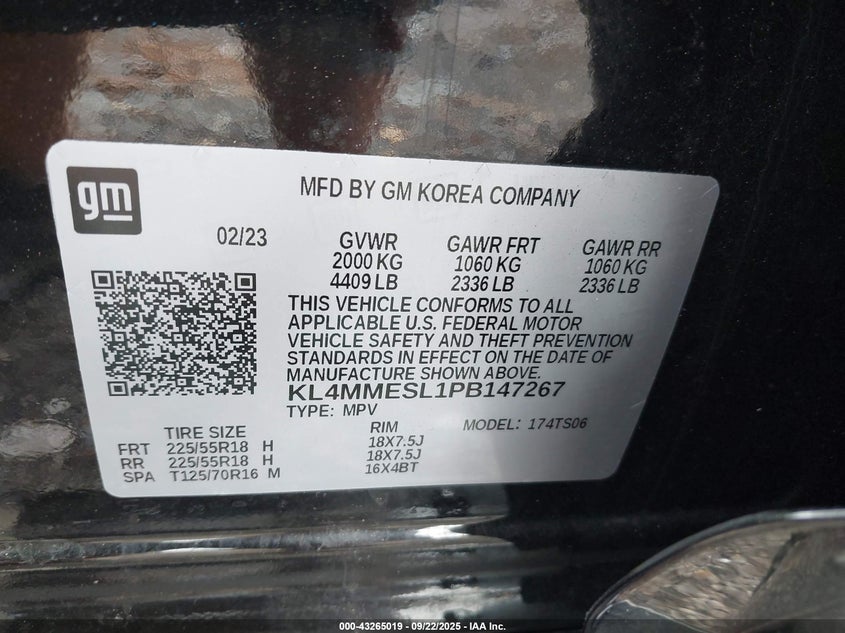 gm
MFD BY GM KOREA COMPANY
02/23 GVWR GAWR FRT GAWR RR
2000 KG 1060 KG 1060 KG
4409 LB 2336 LB 2336 LB
THIS VEHICLE CONFORMS TO ALL
APPLICABLE U.S. FEDERAL MOTOR
VEHICLE SAFETY AND THEFT PREVENTION
STANDARDS IN EFFECT ON THE DATE OF
MANUFACTURE SHOWN ABOVE.
KL4MMESL1PB147267
TYPE: MPV MODEL: 174TS06
TIRE SIZE RIM
FRT 225/55R18 H 18X7.5J
RR 225/55R18 H 18X7.5J
SPA T125/70R16 M 16X4BT
000-43265019 - 09/22/2025 - IAA Inc.